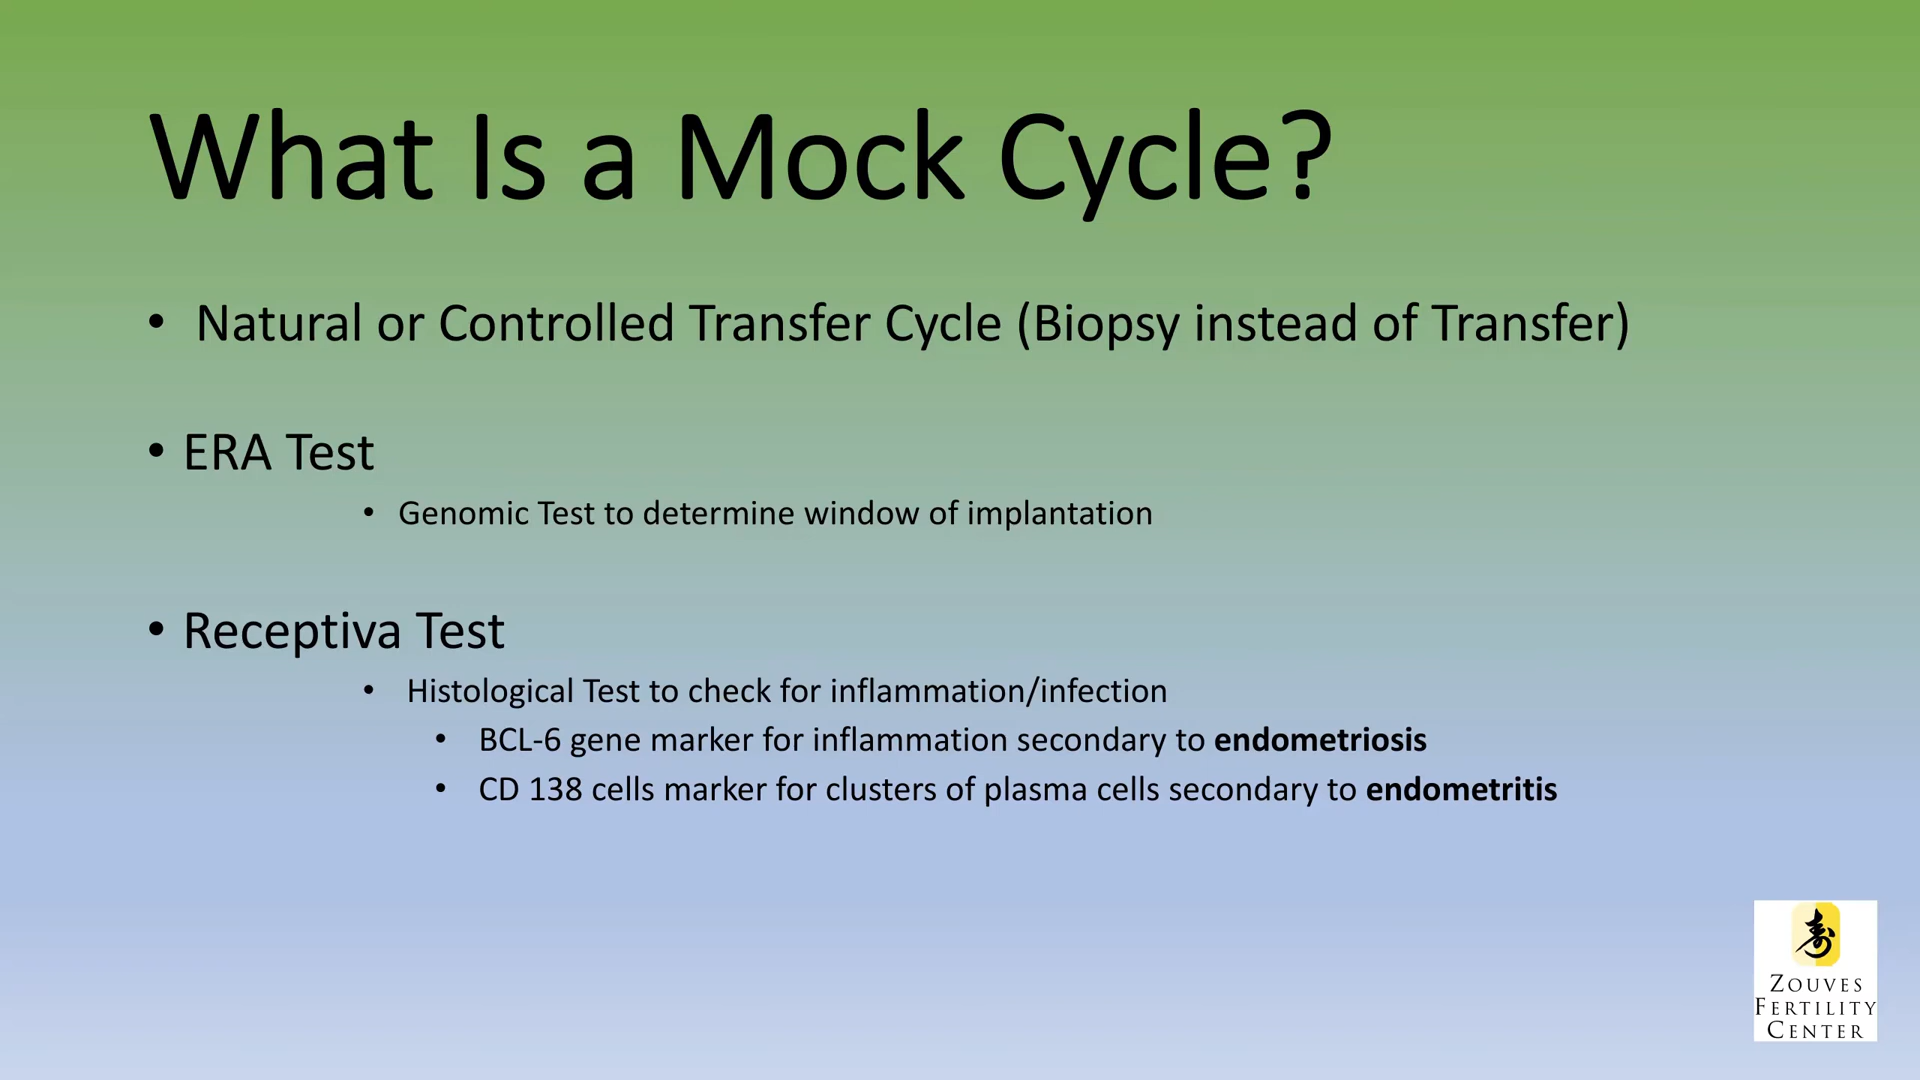 What Is a Mock Cycle?
• Natural or Controlled Transfer Cycle (Biopsy instead of Transfer)
• ERA Test
• Genomic Test to determine window of implantation
• Receptiva Test
• Histological Test to check for inflammation/infection
• BCL-6 gene marker for inflammation secondary to endometriosis
• CD 138 cells marker for clusters of plasma cells secondary to endometritis
寿
ZOUVES
FERTILITY
CENTER